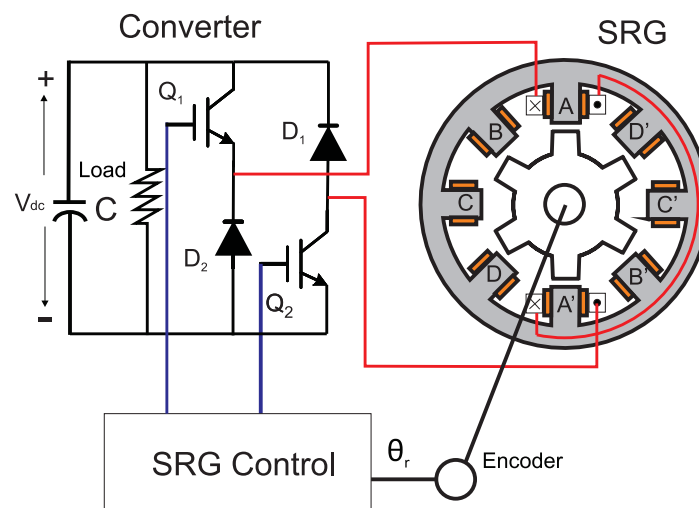 Converter
SRG
+
Q1
D1
Load
Vdc
C
D2
Q2
-
A
B
D'
C
C'
D
B'
A'
SRG Control
θr
Encoder